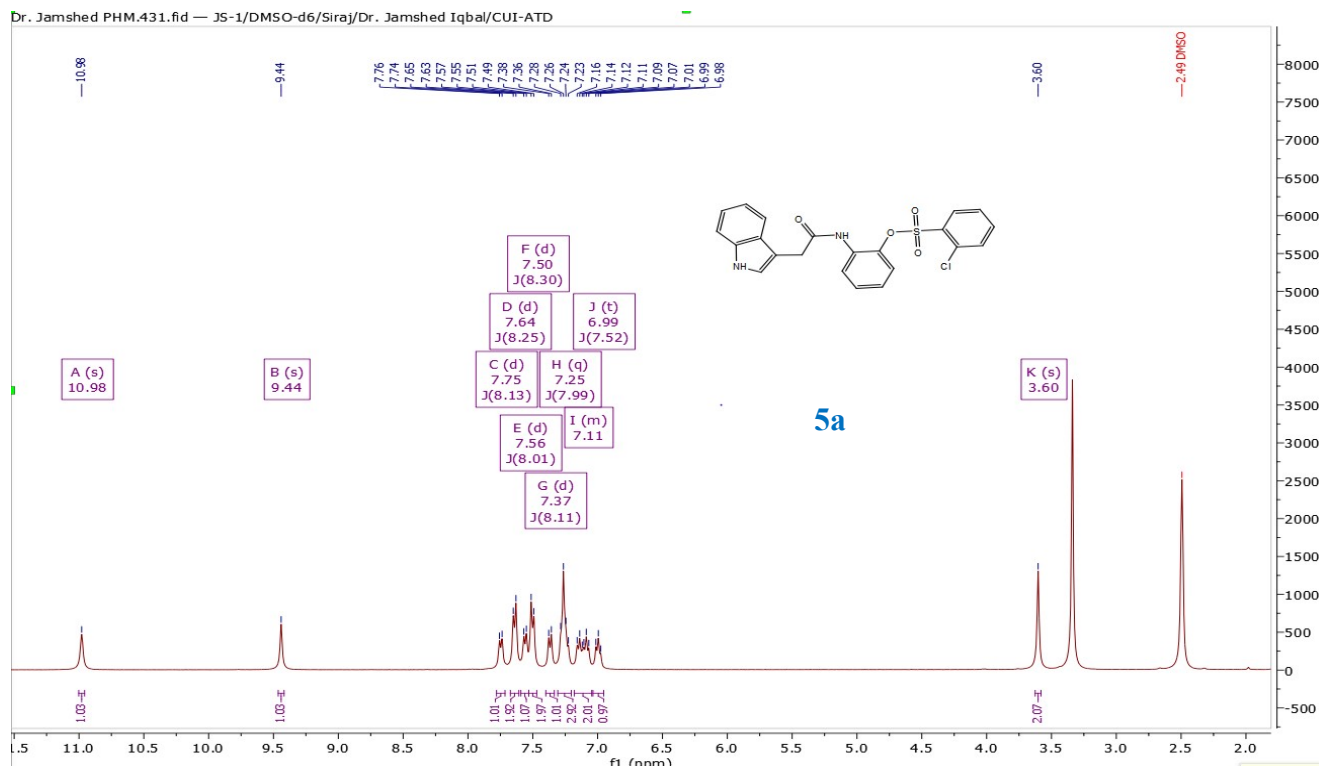 Dr. Jamshed PHM.431.fid — JS-1/DMSO-d6/Siraj/Dr. Jamshed Iqbal/CUI-ATD
10.98
9.44
7.76
7.74
7.65
7.63
7.57
7.55
7.51
7.49
7.38
7.36
7.28
7.26
7.24
7.23
7.16
7.14
7.12
7.11
7.09
7.07
7.01
6.99
6.98
3.60
2.49 DMSO
A (s)
10.98
B (s)
9.44
F (d)
7.50
J(8.30)
D (d)
7.64
J(8.25)
J (t)
6.99
J(7.52)
C (d)
7.75
J(8.13)
H (q)
7.25
J(7.99)
I (m)
7.11
E (d)
7.56
J(8.01)
G (d)
7.37
J(8.11)
K (s)
3.60
O
NH
O
O
S
O
Cl
NH
5a
8000
7500
7000
6500
6000
5500
5000
4500
4000
3500
3000
2500
2000
1500
1000
500
0
-500
1.03
1.03
1.01
1.92
1.07
1.97
1.01
2.92
2.01
0.97
2.07
1.5 11.0 10.5 10.0 9.5 9.0 8.5 8.0 7.5 7.0 6.5 6.0 5.5 5.0 4.5 4.0 3.5 3.0 2.5 2.0
f1 (ppm)